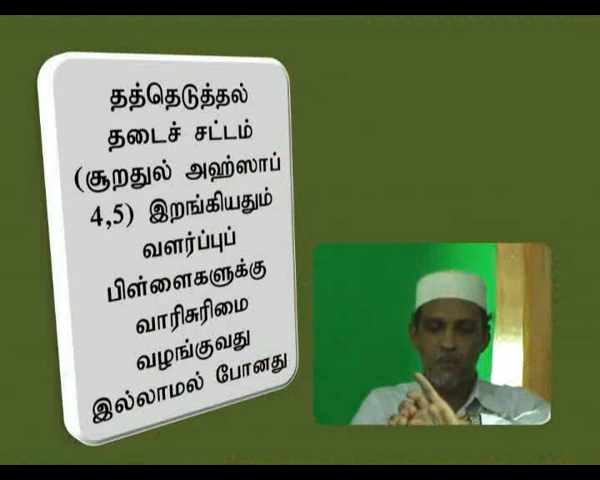 தத்தெடுத்தல்
தடைச் சட்டம்
(சூறதுல் அஹ்ஸாப்
4,5) இறங்கியதும்
வளர்ப்புப்
பிள்ளைகளுக்கு
வாரிசுரிமை
வழங்குவது
இல்லாமல் போனது